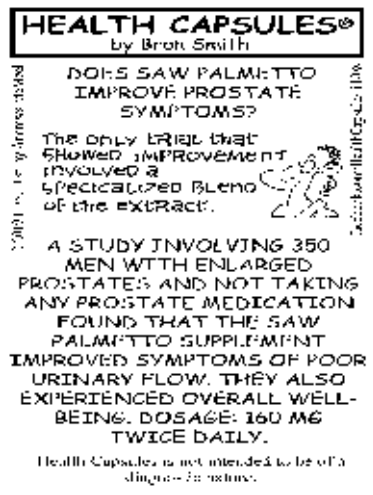 HEALTH CAPSULES®
by Bron Smith
DOES SAW PALMETTO
IMPROVE PROSTATE
SYMPTOMS?
The only trial that
showed improvement
involved a
specialized blend
of the extract.
A STUDY INVOLVING 350
MEN WITH ENLARGED
PROSTATES AND NOT TAKING
ANY PROSTATE MEDICATION
FOUND THAT THE SAW
PALMETTO SUPPLEMENT
IMPROVED SYMPTOMS OF POOR
URINARY FLOW. THEY ALSO
EXPERIENCED OVERALL WELL-
BEING. DOSAGE: 160 MG
TWICE DAILY.
Health Capsules is not intended to be of a
diagnostic nature.